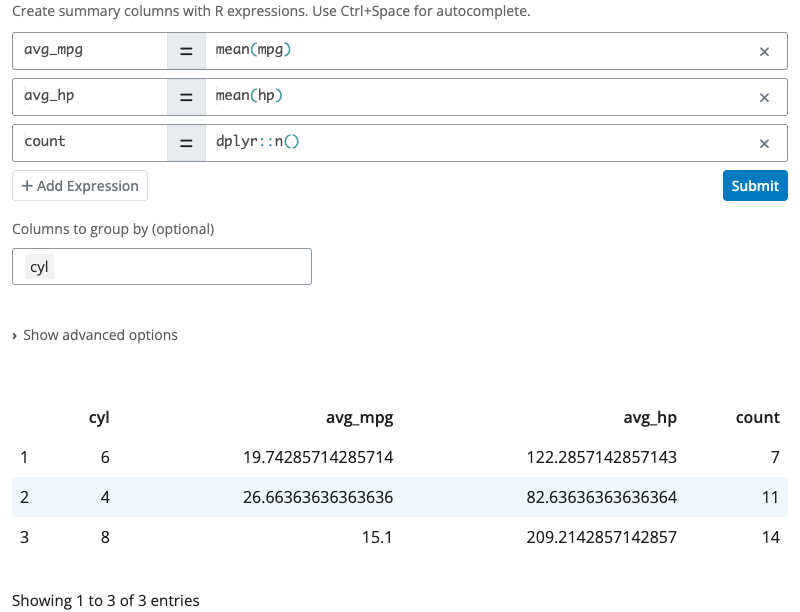 Create summary columns with R expressions. Use Ctrl+Space for autocomplete.
avg_mpg = mean(mpg) ×
avg_hp = mean(hp) ×
count = dplyr::n() ×
+ Add Expression Submit
Columns to group by (optional)
cyl
› Show advanced options
cyl avg_mpg avg_hp count
1 6 19.74285714285714 122.2857142857143 7
2 4 26.66363636363636 82.63636363636364 11
3 8 15.1 209.2142857142857 14
Showing 1 to 3 of 3 entries